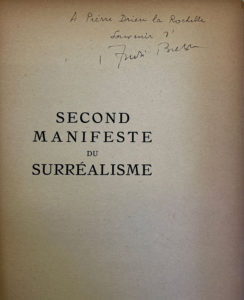 A Pierre Drieu la Rochelle
Souvenir
André Breton
SECOND
MANIFESTE
DU
SURRÉALISME